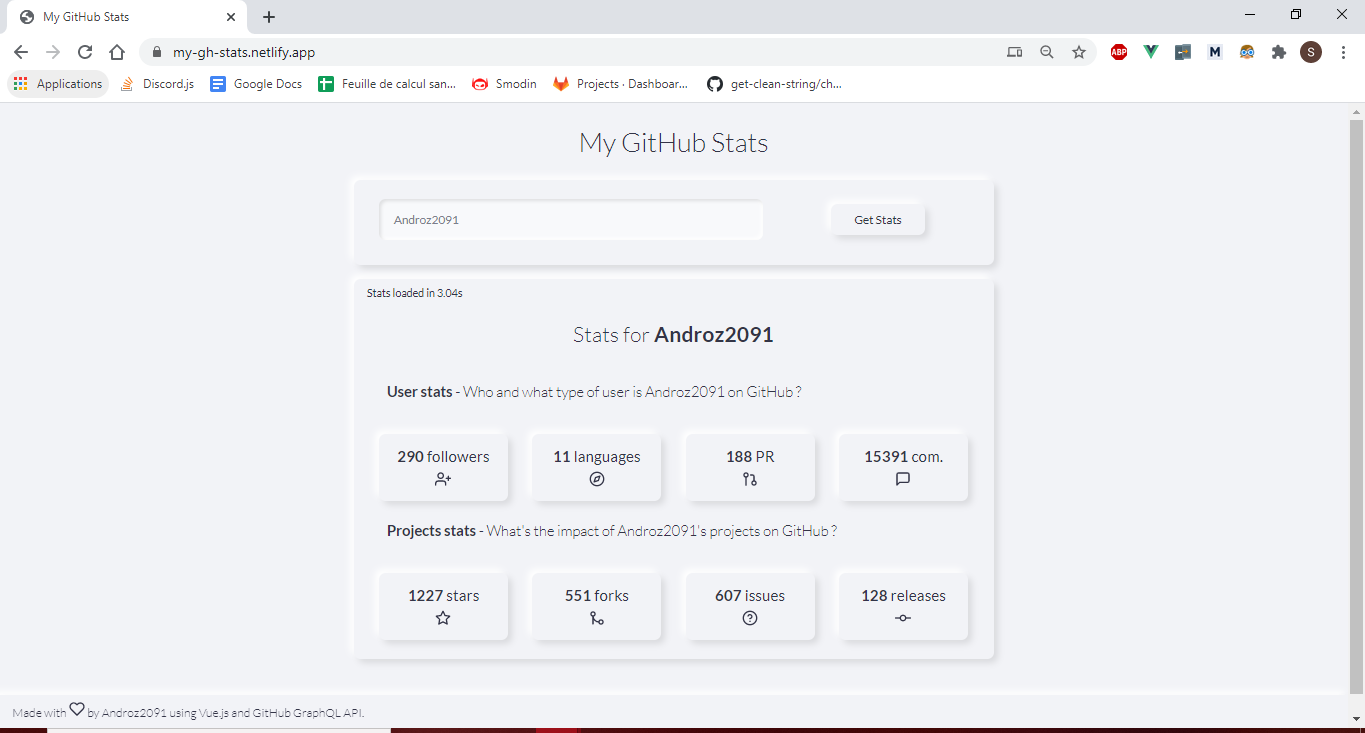 My GitHub Stats
my-gh-stats.netlify.app
ABP
M
S
Applications
Discord.js
Google Docs
Feuille de calcul san...
Smodin
Projects · Dashboar...
get-clean-string/ch...
My GitHub Stats
Androz2091
Get Stats
Stats loaded in 3.04s
Stats for Androz2091
User stats - Who and what type of user is Androz2091 on GitHub ?
290 followers
11 languages
188 PR
15391 com.
Projects stats - What's the impact of Androz2091's projects on GitHub ?
1227 stars
551 forks
607 issues
128 releases
Made with ♡ by Androz2091 using Vue.js and GitHub GraphQL API.